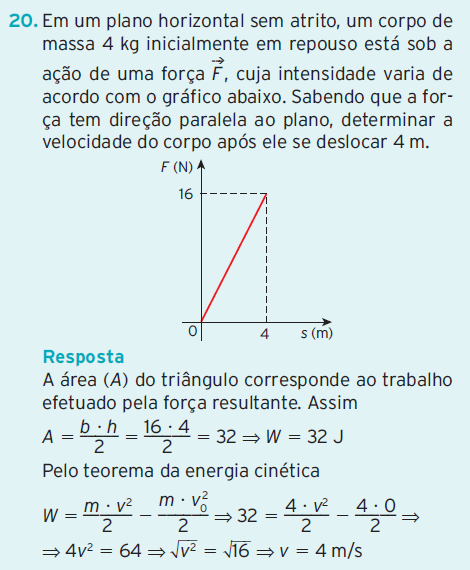 20. Em um plano horizontal sem atrito, um corpo de
massa 4 kg inicialmente em repouso está sob a
ação de uma força F⃗, cuja intensidade varia de
acordo com o gráfico abaixo. Sabendo que a for-
ça tem direção paralela ao plano, determinar a
velocidade do corpo após ele se deslocar 4 m.
F (N)
16
0
4
s (m)
Resposta
A área (A) do triângulo corresponde ao trabalho
efetuado pela força resultante. Assim
A = b · h / 2 = 16 · 4 / 2 = 32 ⇒ W = 32 J
Pelo teorema da energia cinética
W = m · v² / 2 − m · v₀² / 2 ⇒ 32 = 4 · v² / 2 − 4 · 0 / 2 ⇒
⇒ 4v² = 64 ⇒ √v² = √16 ⇒ v = 4 m/s